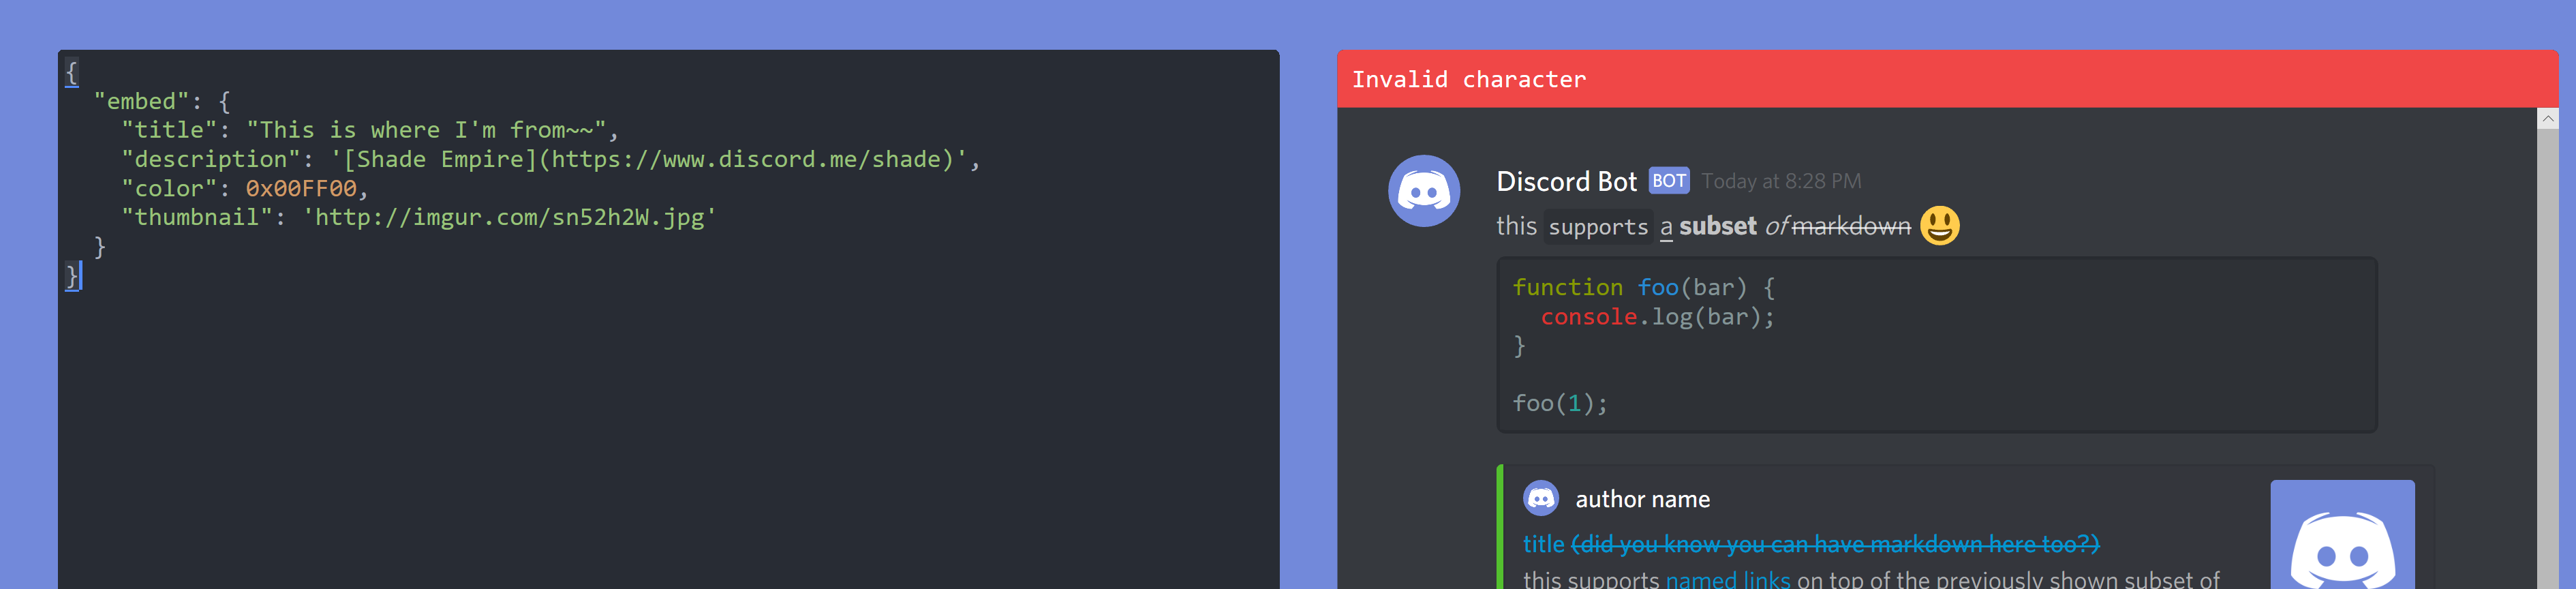 {
"embed": {
"title": "This is where I'm from~~",
"description": '[Shade Empire](https://www.discord.me/shade)',
"color": 0x00FF00,
"thumbnail": 'http://imgur.com/sn52h2W.jpg'
}
}
Invalid character
Discord Bot BOT Today at 8:28 PM
this supports a subset of markdown 😃
function foo(bar) {
console.log(bar);
}
foo(1);
author name
title (did you know you can have markdown here too?)
this supports named links on top of the previously shown subset of